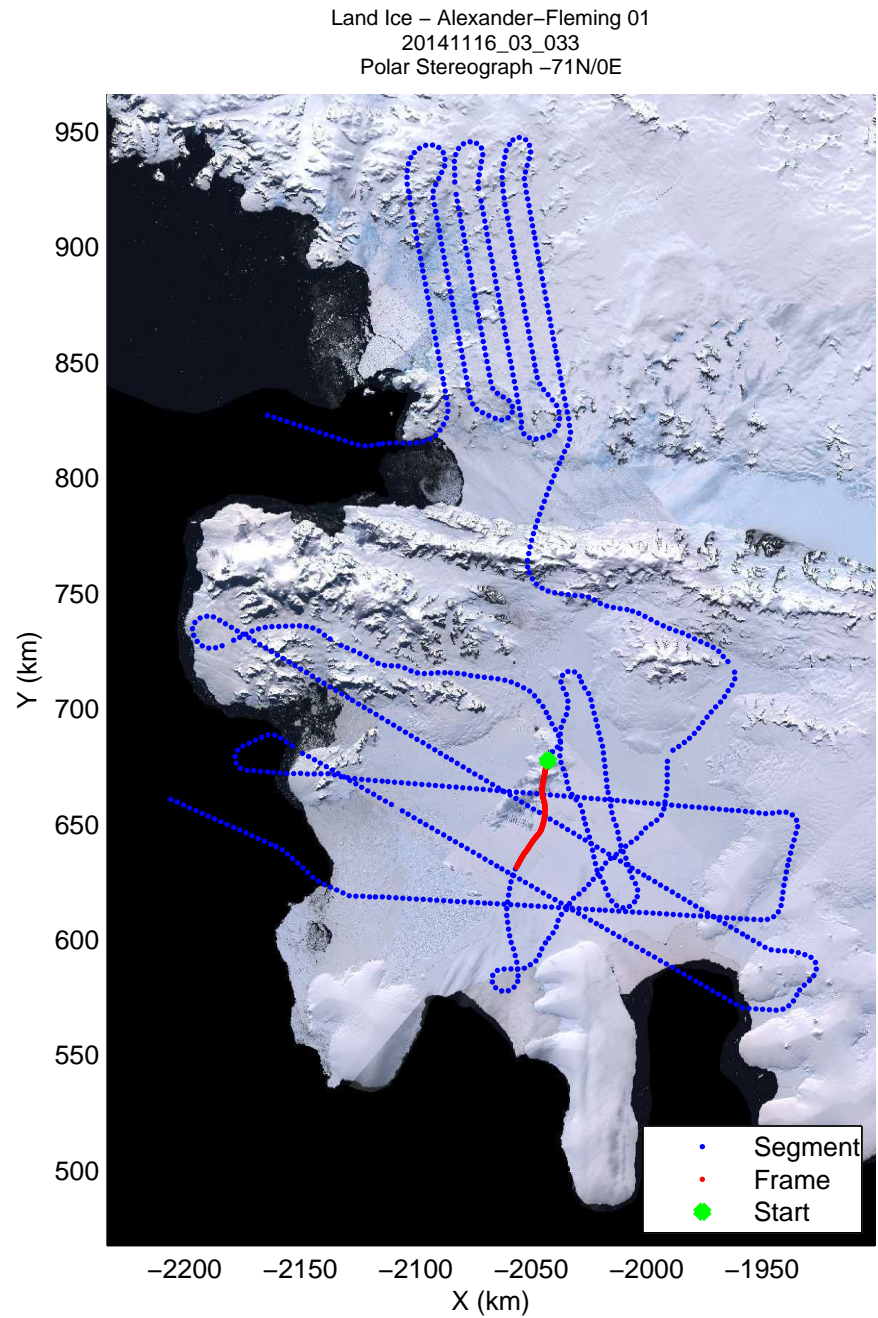 Land Ice − Alexander−Fleming 01
20141116_03_033
Polar Stereograph −71N/0E
950
900
850
800
750
700
650
600
550
500
Y (km)
−2200 −2150 −2100 −2050 −2000 −1950
X (km)
Segment
Frame
Start